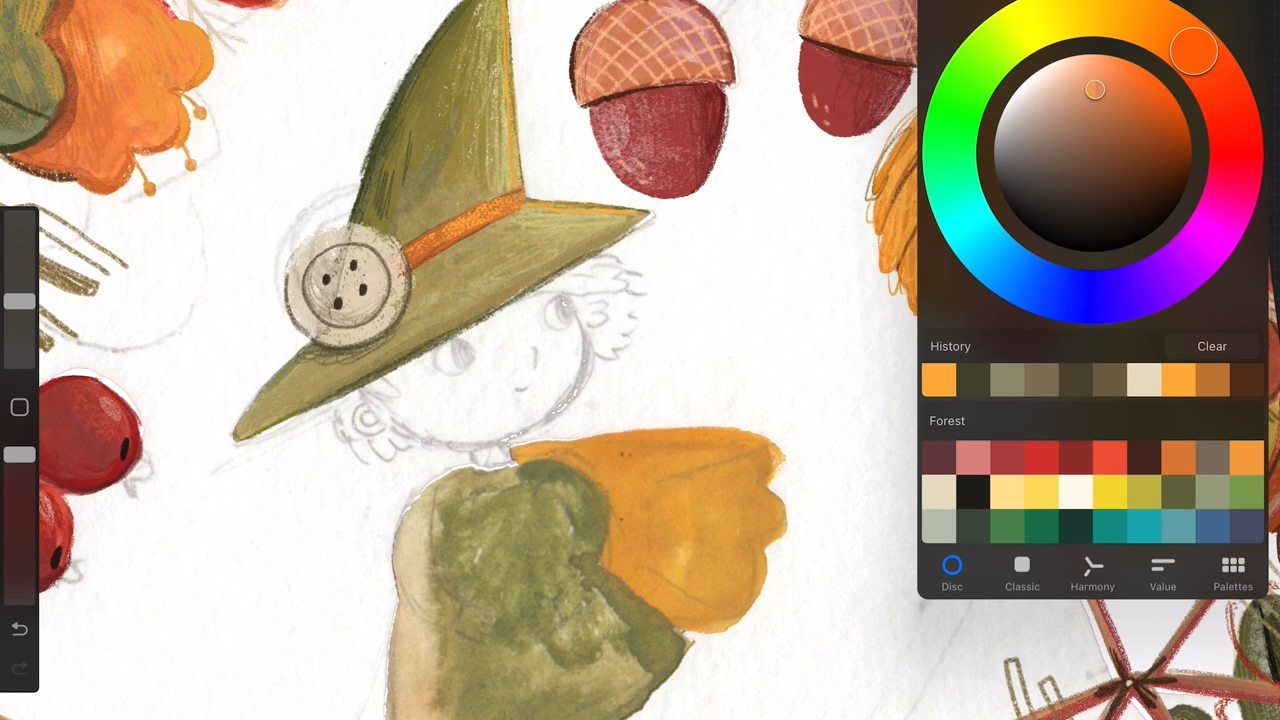 History
Clear
Forest
Disc
Classic
Harmony
Value
Palettes